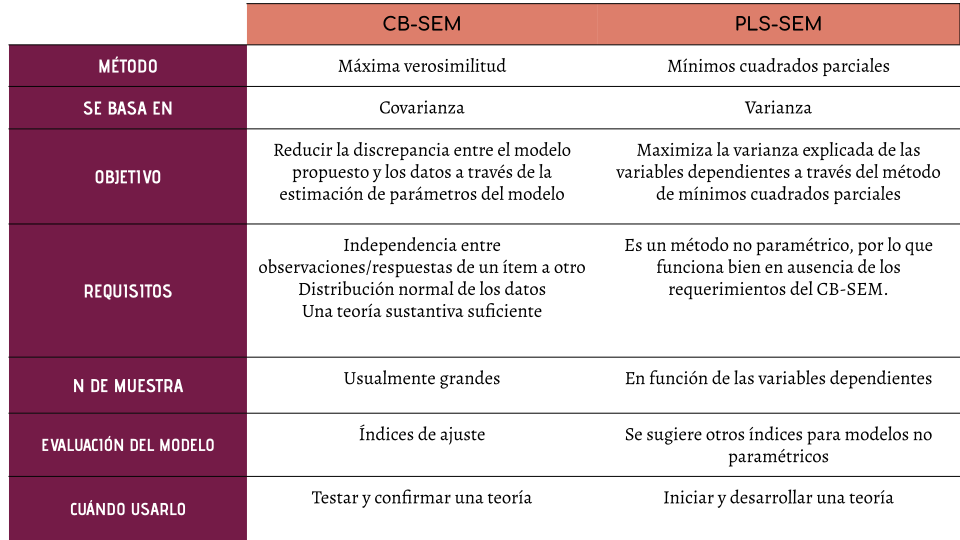 CB-SEM PLS-SEM
MÉTODO Máxima verosimilitud Mínimos cuadrados parciales
SE BASA EN Covarianza Varianza
OBJETIVO
Reducir la discrepancia entre el modelo
propuesto y los datos a través de la
estimación de parámetros del modelo
Maximiza la varianza explicada de las
variables dependientes a través del método
de mínimos cuadrados parciales
REQUISITOS
Independencia entre
observaciones/respuestas de un ítem a otro
Distribución normal de los datos
Una teoría sustantiva suficiente
Es un método no paramétrico, por lo que
funciona bien en ausencia de los
requerimientos del CB-SEM.
N DE MUESTRA Usualmente grandes En función de las variables dependientes
EVALUACIÓN DEL MODELO
Índices de ajuste
Se sugiere otros índices para modelos no
paramétricos
CUÁNDO USARLO Testar y confirmar una teoría Iniciar y desarrollar una teoría